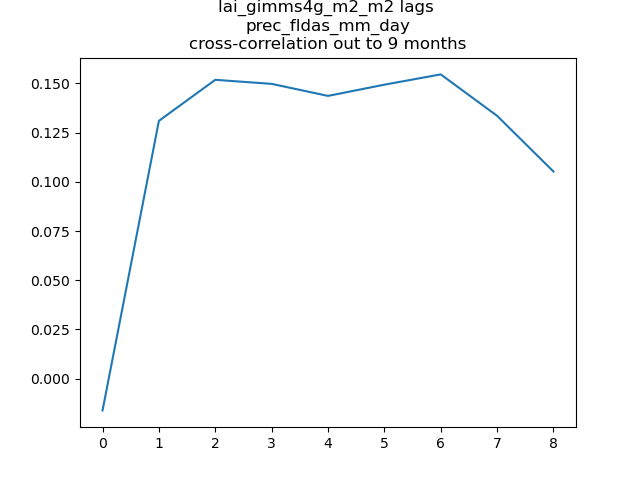 lai_gimms4g_m2_m2 lags
prec_fldas_mm_day
cross-correlation out to 9 months
0.150
0.125
0.100
0.075
0.050
0.025
0.000
0 1 2 3 4 5 6 7 8